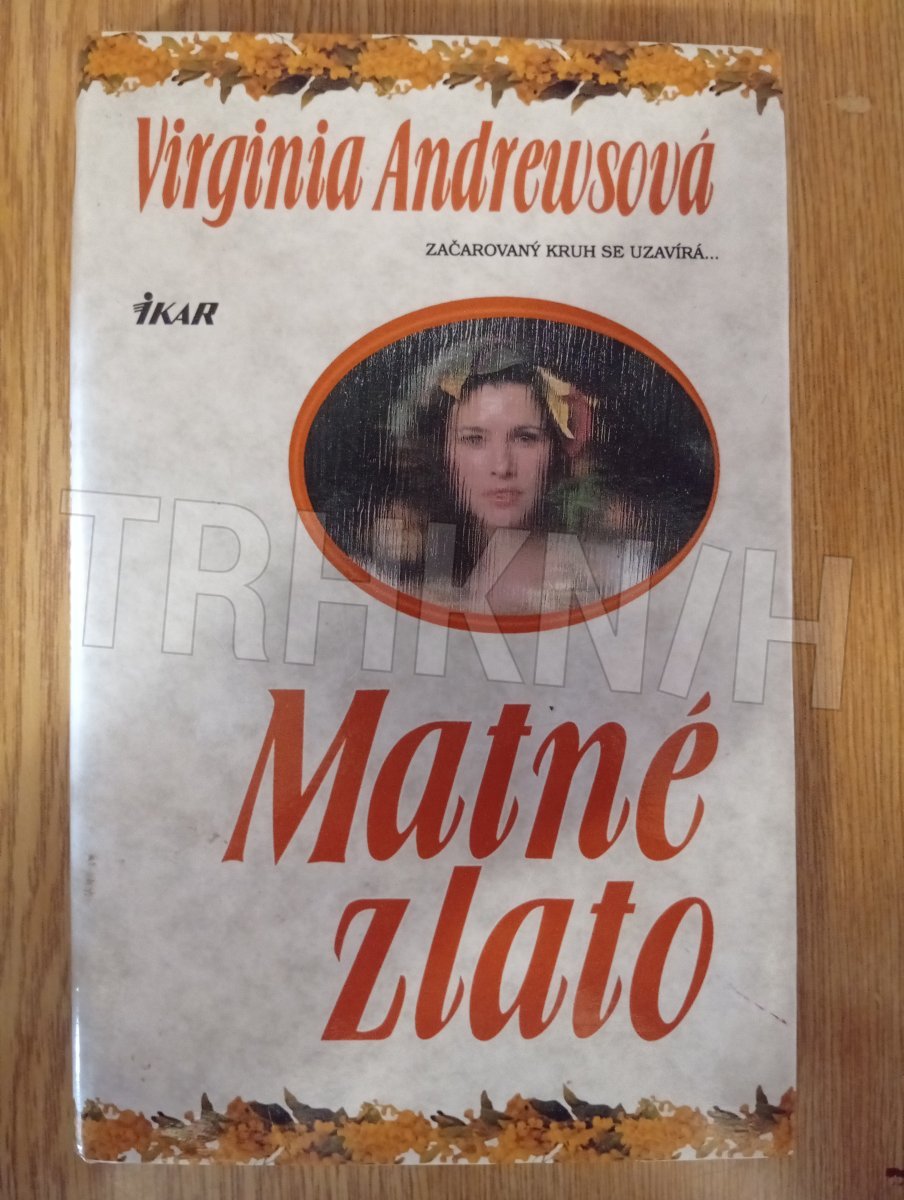 Virginia Andrewsová
ZAČAROVANÝ KRUH SE UZAVÍRÁ...
IKAR
TRHKNIH
Matné
zlato